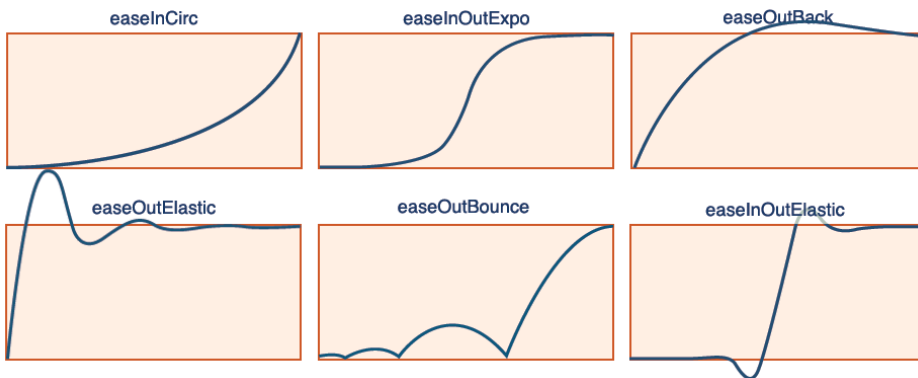 easeInCirc
easeInOutExpo
easeOutBack
easeOutElastic
easeOutBounce
easeInOutElastic